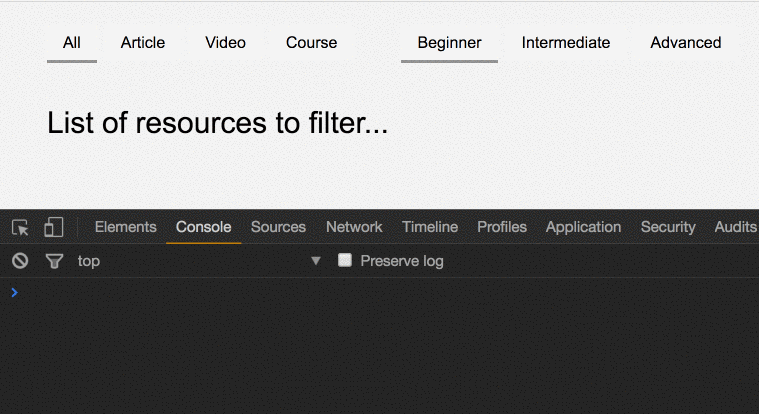 All Article Video Course Beginner Intermediate Advanced
List of resources to filter...
Elements Console Sources Network Timeline Profiles Application Security Audits
top Preserve log